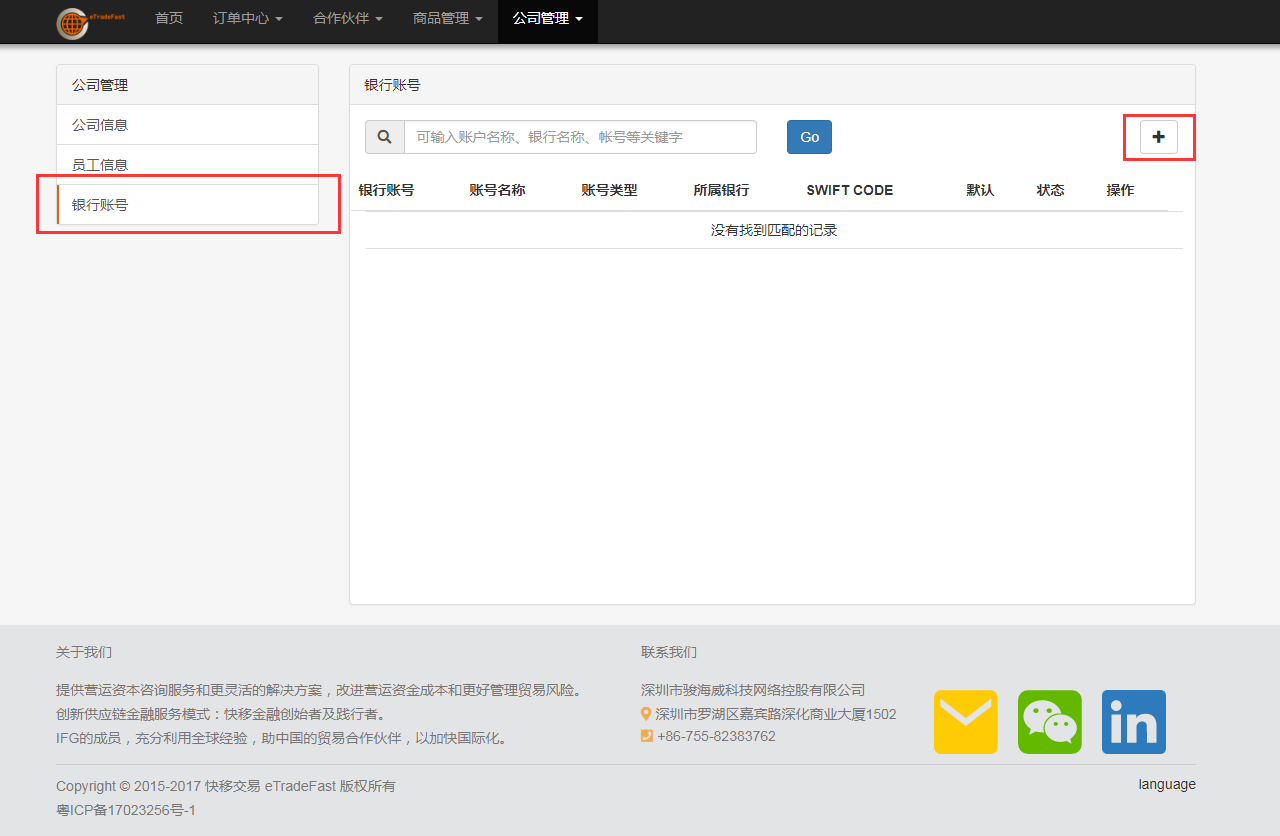 eTradeFast 首页 订单中心 合作伙伴 商品管理 公司管理
公司管理
公司信息
员工信息
银行账号
银行账号
可输入账户名称、银行名称、帐号等关键字 Go
银行账号 账号名称 账号类型 所属银行 SWIFT CODE 默认 状态 操作
没有找到匹配的记录
关于我们
提供营运资本咨询服务和更灵活的解决方案，改进营运资金成本和更好管理贸易风险。
创新供应链金融服务模式：快移金融创始者及践行者。
IFG的成员，充分利用全球经验，助中国的贸易合作伙伴，以加快国际化。
联系我们
深圳市骏海威科技网络控股有限公司
深圳市罗湖区嘉宾路深化商业大厦1502
+86-755-82383762
in
Copyright © 2015-2017 快移交易 eTradeFast 版权所有
粤ICP备17023256号-1
language